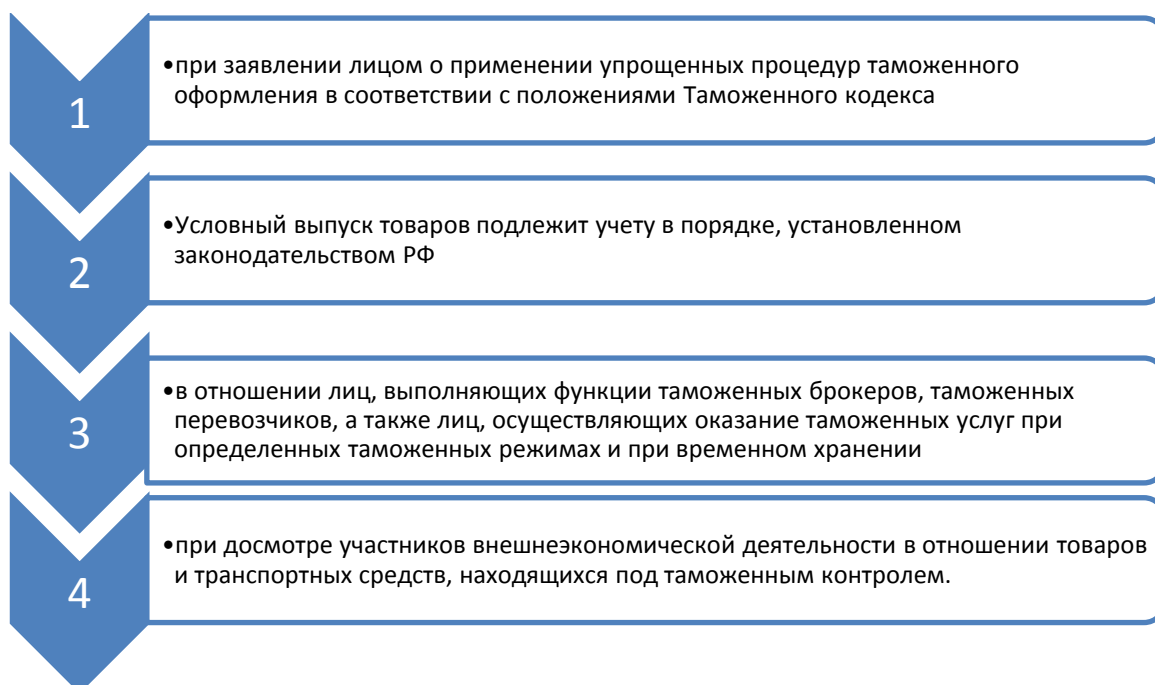 1
•при заявлении лицом о применении упрощенных процедур таможенного
оформления в соответствии с положениями Таможенного кодекса
2
•Условный выпуск товаров подлежит учету в порядке, установленном
законодательством РФ
3
•в отношении лиц, выполняющих функции таможенных брокеров, таможенных
перевозчиков, а также лиц, осуществляющих оказание таможенных услуг при
определенных таможенных режимах и при временном хранении
4
•при досмотре участников внешнеэкономической деятельности в отношении товаров
и транспортных средств, находящихся под таможенным контролем.